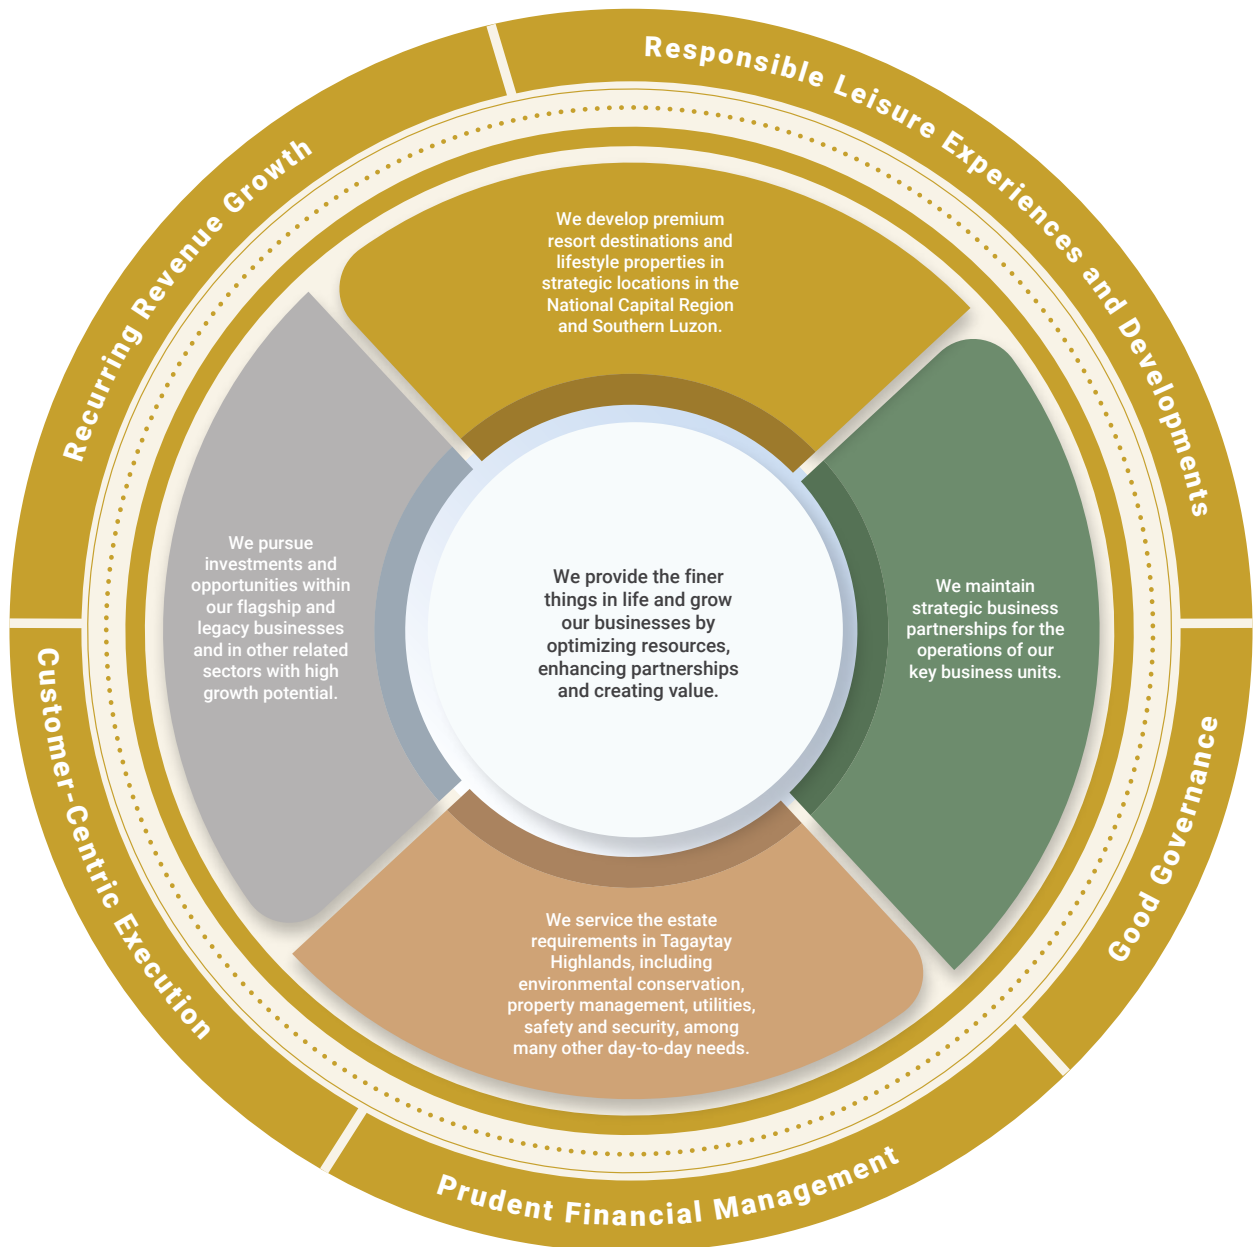 Responsible Leisure Experiences and Developments
Recurring Revenue Growth
We develop premium
resort destinations and
lifestyle properties in
strategic locations in the
National Capital Region
and Southern Luzon.
We pursue
investments and
opportunities within
our flagship and
legacy businesses
and in other related
sectors with high
growth potential.
We provide the finer
things in life and grow
our businesses by
optimizing resources,
enhancing partnerships
and creating value.
We maintain
strategic business
partnerships for the
operations of our
key business units.
We service the estate
requirements in Tagaytay
Highlands, including
environmental conservation,
property management, utilities,
safety and security, among
many other day-to-day needs.
Customer-Centric Execution
Good Governance
Prudent Financial Management